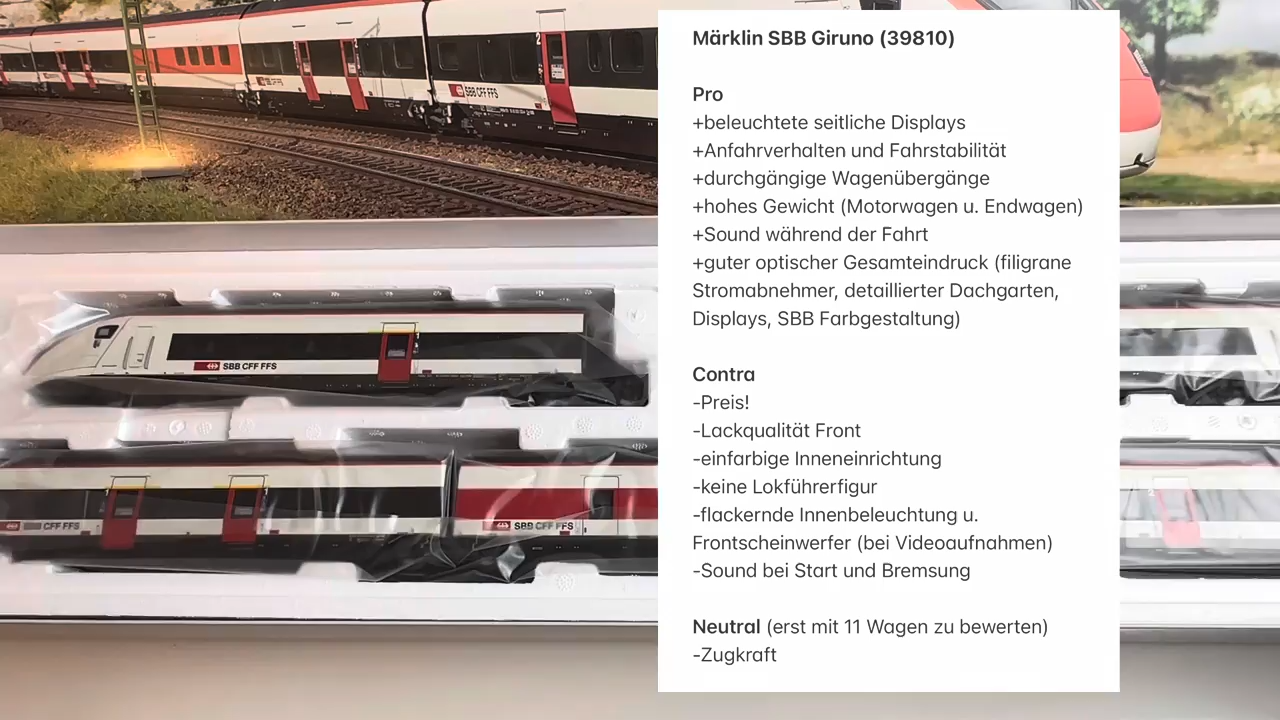 Märklin SBB Giruno (39810)
Pro
+beleuchtete seitliche Displays
+Anfahrverhalten und Fahrstabilität
+durchgängige Wagenübergänge
+hohes Gewicht (Motorwagen u. Endwagen)
+Sound während der Fahrt
+guter optischer Gesamteindruck (filigrane
Stromabnehmer, detaillierter Dachgarten,
Displays, SBB Farbgestaltung)
Contra
-Preis!
-Lackqualität Front
-einfarbige Inneneinrichtung
-keine Lokführerfigur
-flackernde Innenbeleuchtung u.
Frontscheinwerfer (bei Videoaufnahmen)
-Sound bei Start und Bremsung
Neutral (erst mit 11 Wagen zu bewerten)
-Zugkraft
SBB CFF FFS
2
SBB CFF FFS
CFF FFS
SBB CFF FFS